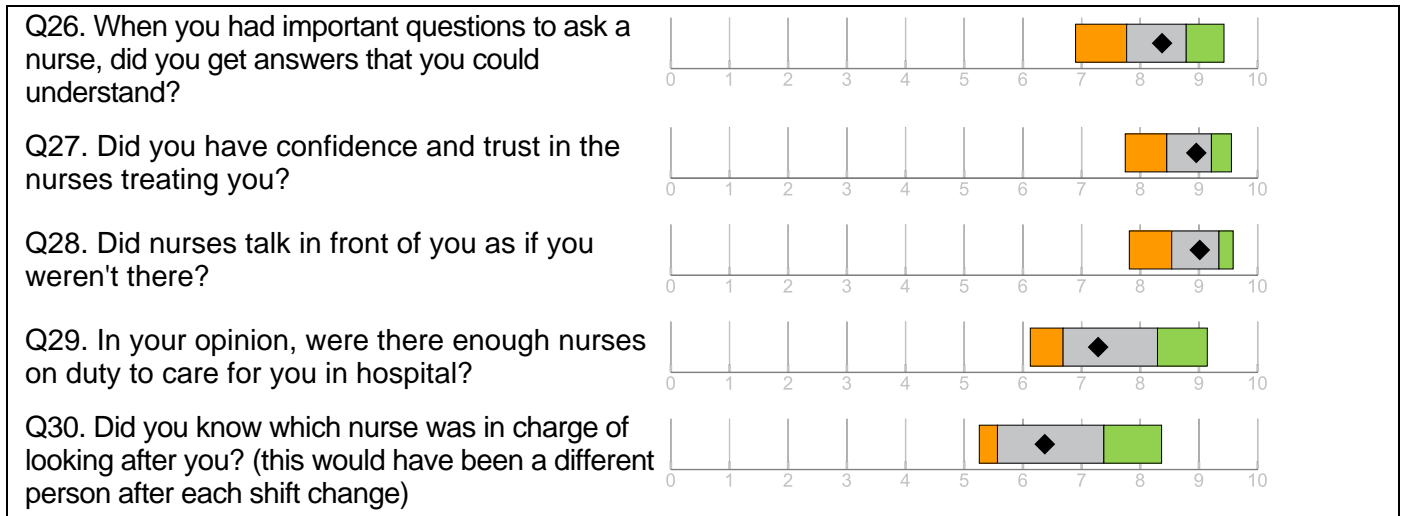 Q26. When you had important questions to ask a
nurse, did you get answers that you could
understand?
0 1 2 3 4 5 6 7 8 9 10
Q27. Did you have confidence and trust in the
nurses treating you?
0 1 2 3 4 5 6 7 8 9 10
Q28. Did nurses talk in front of you as if you
weren't there?
0 1 2 3 4 5 6 7 8 9 10
Q29. In your opinion, were there enough nurses
on duty to care for you in hospital?
0 1 2 3 4 5 6 7 8 9 10
Q30. Did you know which nurse was in charge of
looking after you? (this would have been a different
person after each shift change)
0 1 2 3 4 5 6 7 8 9 10